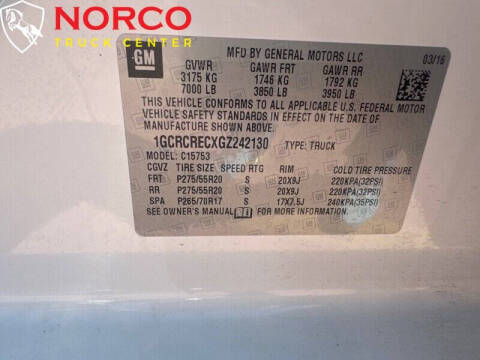 NORCO
TRUCK CENTER
GM
MFD BY GENERAL MOTORS LLC
03/16
GVWR GAWR FRT GAWR RR
3175 KG 1746 KG 1792 KG
7000 LB 3850 LB 3950 LB
THIS VEHICLE CONFORMS TO ALL APPLICABLE U.S. FEDERAL MOTOR
VEHICLE SAFETY STANDARDS IN EFFECT ON THE DATE OF
MANUFACTURE SHOWN ABOVE.
1GCRCRECXGZ242130 TYPE: TRUCK
MODEL: C15753
CGVZ TIRE SIZE SPEED RTG RIM COLD TIRE PRESSURE
FRT P275/55R20 S 20X9J 220KPA(32PSI)
RR P275/55R20 S 20X9J 220KPA(32PSI)
SPA P265/70R17 S 17X7.5J 240KPA(35PSI)
SEE OWNER'S MANUAL